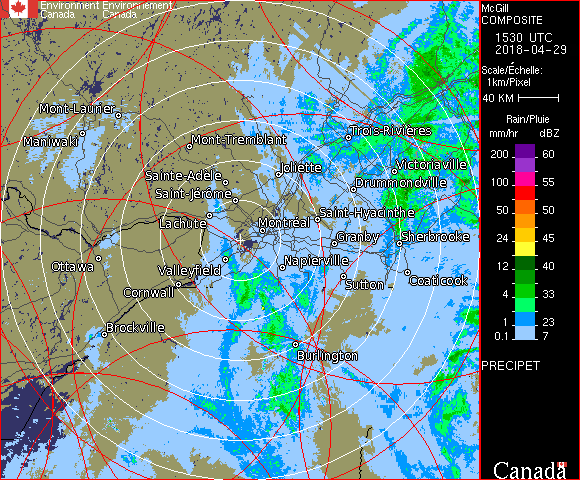 Environment Environnement
Canada Canada
McGill
COMPOSITE
1530 UTC
2018-04-29
Scale/Échelle:
1km/Pixel
40 KM
Rain/Pluie
mm/hr dBZ
200 60
100 55
50 50
24 45
12 40
4 33
1 23
0.1 7
PRECIPET
Canada
Mont-Laurier
Maniwaki
Mont-Tremblant
Trois-Rivières
Joliette
Victoriaville
Sainte-Adèle
Drummondville
Saint-Jérôme
Saint-Hyacinthe
Lachute
Montréal
Granby
Sherbrooke
Ottawa
Valleyfield
Napierville
Cornwall
Sutton
Coaticook
Brockville
Burlington